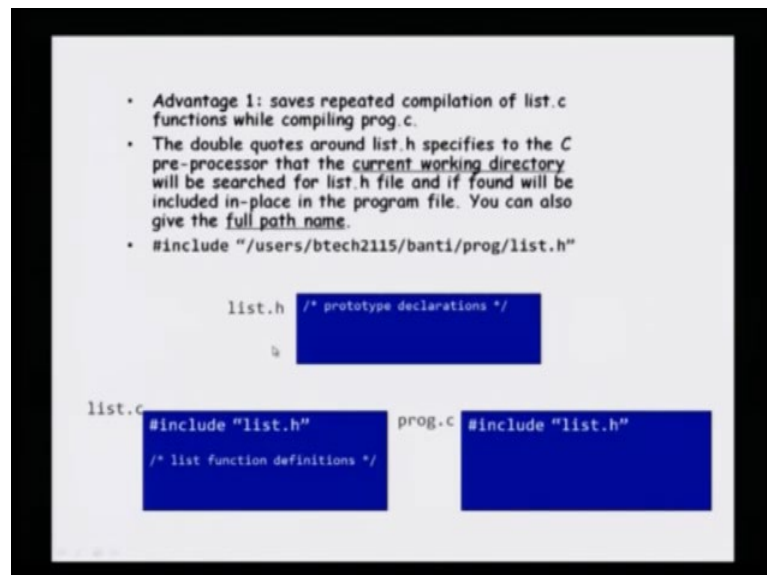 • Advantage 1: saves repeated compilation of list.c
functions while compiling prog.c.
• The double quotes around list.h specifies to the C
pre-processor that the current working directory
will be searched for list.h file and if found will be
included in-place in the program file. You can also
give the full path name.
• #include “/users/btech2115/banti/prog/list.h”
list.h
/* prototype declarations */
list.c
#include “list.h”
/* list function definitions */
prog.c
#include “list.h”